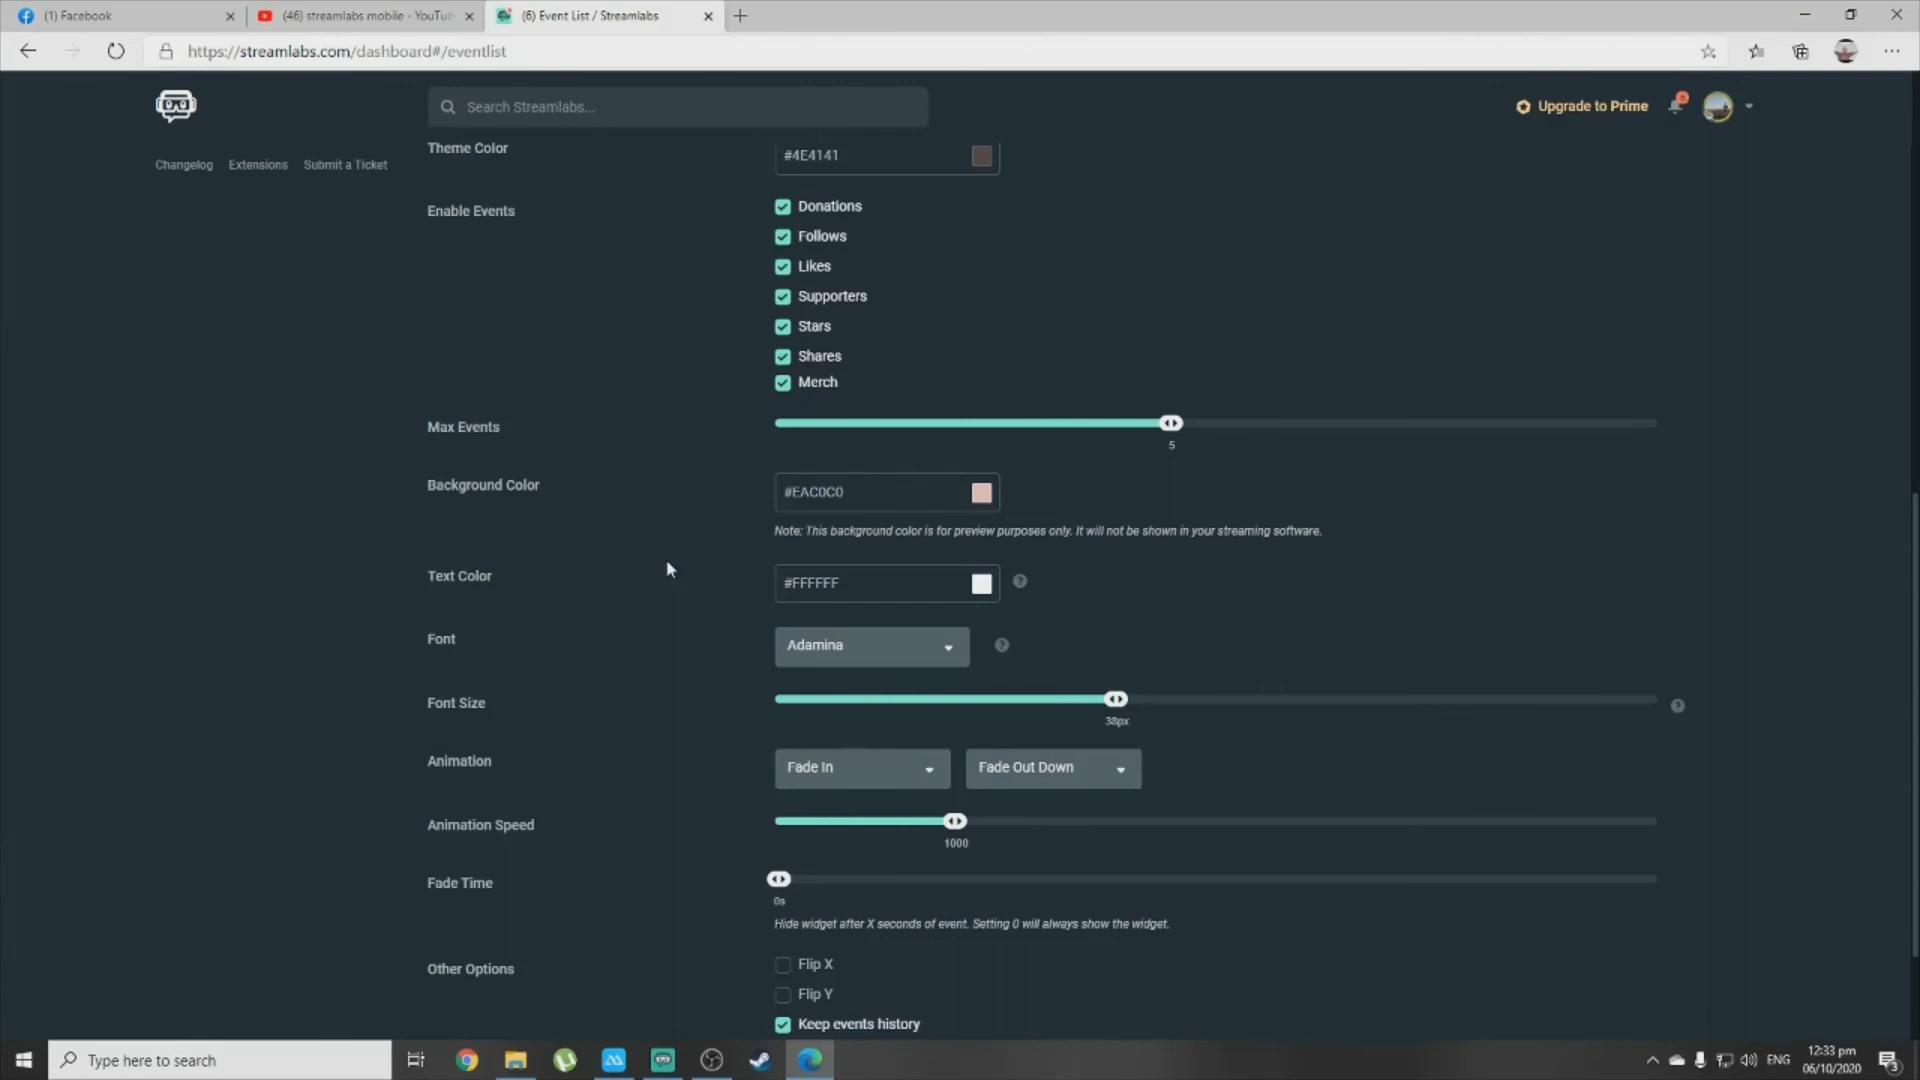 (1) Facebook
(46) streamlabs mobile - YouTub
(6) Event List / Streamlabs
https://streamlabs.com/dashboard#/eventlist
Search Streamlabs...
Upgrade to Prime
Changelog
Extensions
Submit a Ticket
Theme Color
#4E4141
Enable Events
Donations
Follows
Likes
Supporters
Stars
Shares
Merch
Max Events
5
Background Color
#EAC0C0
Note: This background color is for preview purposes only. It will not be shown in your streaming software.
Text Color
#FFFFFF
Font
Adamina
Font Size
38px
Animation
Fade In
Fade Out Down
Animation Speed
1000
Fade Time
0s
Hide widget after X seconds of event. Setting 0 will always show the widget.
Other Options
Flip X
Flip Y
Keep events history
Type here to search
ENG
12:33 pm
06/10/2020
3